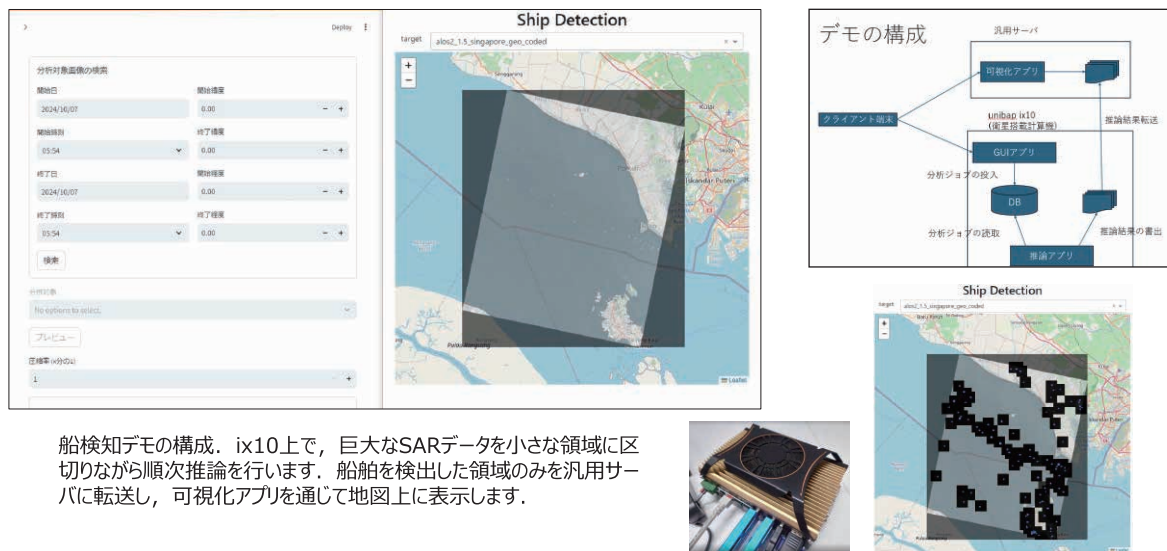 Deploy
分析対象画像の検索
開始日
開始緯度
2024/10/07
0.00
- +
開始時刻
終了緯度
05:54
0.00
- +
終了日
開始経度
2024/10/07
0.00
- +
終了時刻
終了経度
05:54
0.00
- +
検索
分析対象
No options to select.
プレビュー
圧縮率(n分の1)
1
- +
Ship Detection
target
alos2_1.5_singapore_geo_coded
+
−
Iskandar Puteri
Leaflet
デモの構成
汎用サーバ
可視化アプリ
クライアント端末
unibap ix10
(衛星搭載計算機)
推論結果転送
GUIアプリ
分析ジョブの投入
DB
分析ジョブの読取
推論結果の書出
推論アプリ
Ship Detection
target
alos2_1.5_singapore_geo_coded
+
−
Leaflet
船検知デモの構成．ix10上で，巨大なSARデータを小さな領域に区
切りながら順次推論を行います．船舶を検出した領域のみを汎用サー
バに転送し，可視化アプリを通じて地図上に表示します．